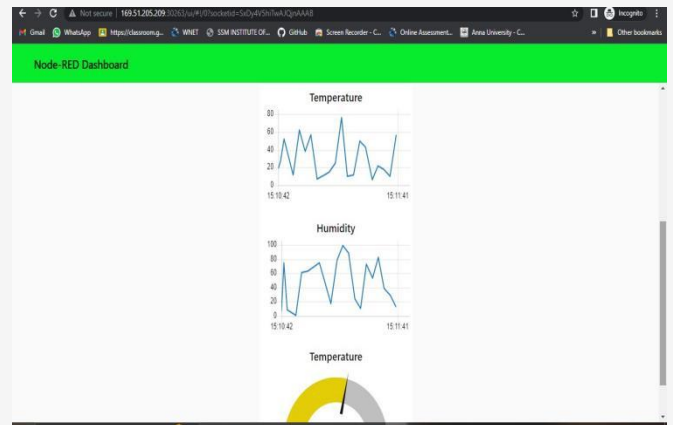 Not secure | 169.51.205.209:30263/ui/#!/0?socketid=SsDy4V5hiTwAJQjnAAAB
Incognito
Gmail WhatsApp https://classroom.g... WNET SSM INSTITUTE OF... GitHub Screen Recorder - C... Online Assessment... Anna University - C... » Other bookmarks
Node-RED Dashboard
Temperature
80
60
40
20
0
15:10:42 15:11:41
Humidity
100
80
60
40
20
0
15:10:42 15:11:41
Temperature